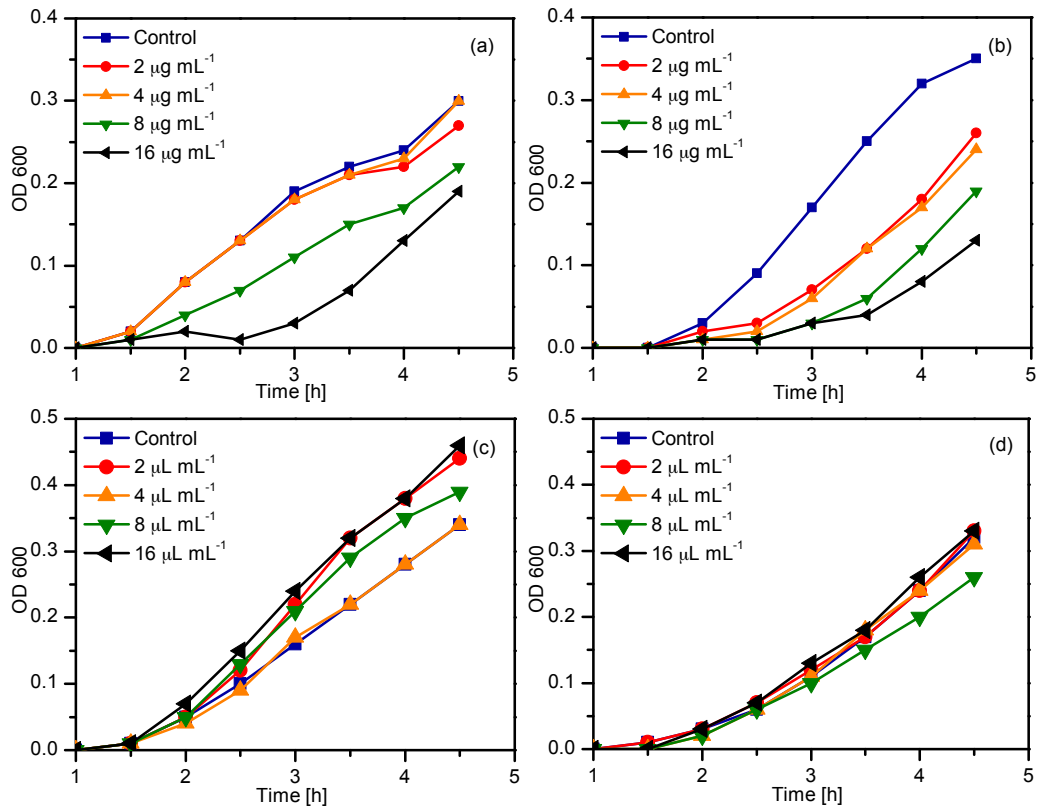 0.4
0.3
0.2
0.1
0.0
OD 600
Control
2 μg mL⁻¹
4 μg mL⁻¹
8 μg mL⁻¹
16 μg mL⁻¹
(a)
1 2 3 4 5
Time [h]
0.4
0.3
0.2
0.1
0.0
OD 600
Control
2 μg mL⁻¹
4 μg mL⁻¹
8 μg mL⁻¹
16 μg mL⁻¹
(b)
1 2 3 4 5
Time [h]
0.5
0.4
0.3
0.2
0.1
0.0
OD 600
Control
2 μL mL⁻¹
4 μL mL⁻¹
8 μL mL⁻¹
16 μL mL⁻¹
(c)
1 2 3 4 5
Time [h]
0.5
0.4
0.3
0.2
0.1
0.0
OD 600
Control
2 μL mL⁻¹
4 μL mL⁻¹
8 μL mL⁻¹
16 μL mL⁻¹
(d)
1 2 3 4 5
Time [h]